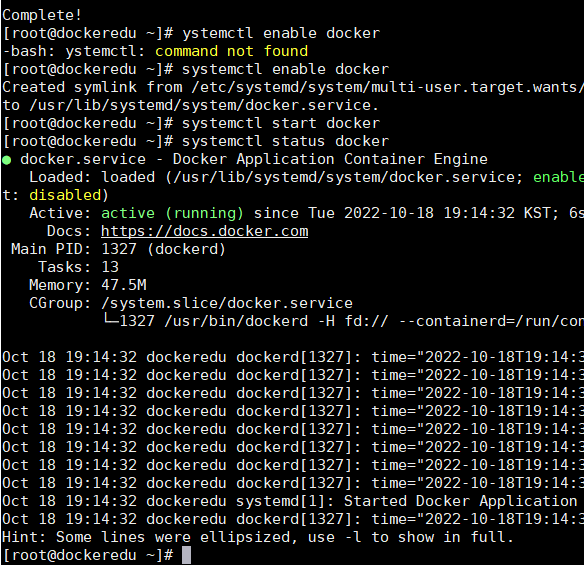 Complete!
[root@dockeredu ~]# ystemctl enable docker
-bash: ystemctl: command not found
[root@dockeredu ~]# systemctl enable docker
Created symlink from /etc/systemd/system/multi-user.target.wants/
to /usr/lib/systemd/system/docker.service.
[root@dockeredu ~]# systemctl start docker
[root@dockeredu ~]# systemctl status docker
● docker.service - Docker Application Container Engine
   Loaded: loaded (/usr/lib/systemd/system/docker.service; enable
t: disabled)
   Active: active (running) since Tue 2022-10-18 19:14:32 KST; 6s
     Docs: https://docs.docker.com
 Main PID: 1327 (dockerd)
    Tasks: 13
   Memory: 47.5M
   CGroup: /system.slice/docker.service
           └─1327 /usr/bin/dockerd -H fd:// --containerd=/run/con
Oct 18 19:14:32 dockeredu dockerd[1327]: time="2022-10-18T19:14:3
Oct 18 19:14:32 dockeredu dockerd[1327]: time="2022-10-18T19:14:3
Oct 18 19:14:32 dockeredu dockerd[1327]: time="2022-10-18T19:14:3
Oct 18 19:14:32 dockeredu dockerd[1327]: time="2022-10-18T19:14:3
Oct 18 19:14:32 dockeredu dockerd[1327]: time="2022-10-18T19:14:3
Oct 18 19:14:32 dockeredu dockerd[1327]: time="2022-10-18T19:14:3
Oct 18 19:14:32 dockeredu dockerd[1327]: time="2022-10-18T19:14:3
Oct 18 19:14:32 dockeredu dockerd[1327]: time="2022-10-18T19:14:3
Oct 18 19:14:32 dockeredu systemd[1]: Started Docker Application
Oct 18 19:14:32 dockeredu dockerd[1327]: time="2022-10-18T19:14:3
Hint: Some lines were ellipsized, use -l to show in full.
[root@dockeredu ~]#